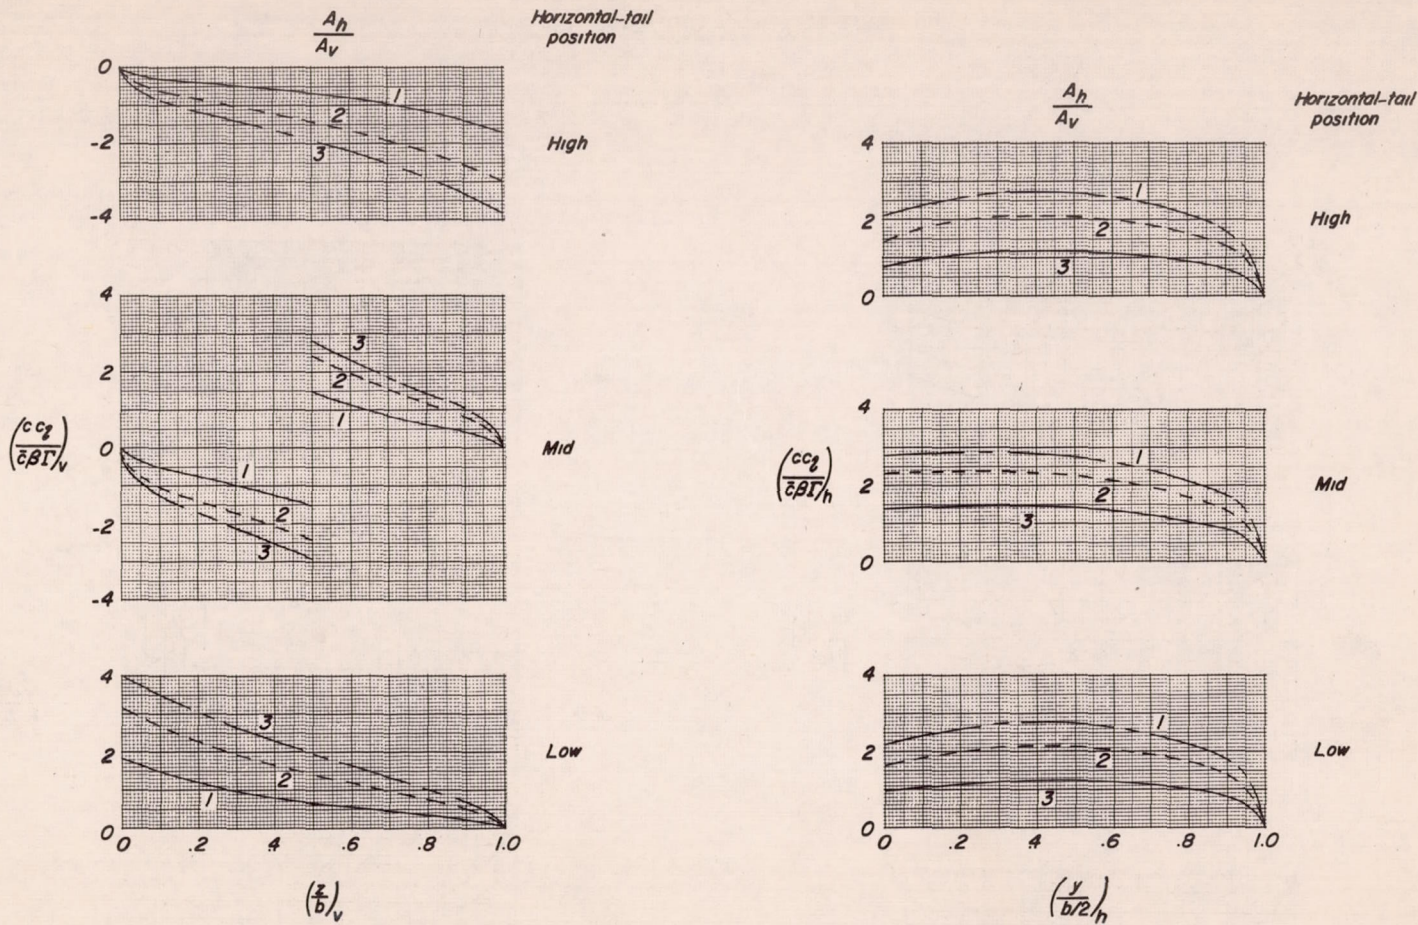 A_h/A_v
Horizontal-tail
position
0
-2
-4
1
2
3
High
4
2
0
-2
-4
3
2
1
1
2
3
Mid
(cc_l/c̄βΓ)_v
4
2
0
3
2
1
Low
0 .2 .4 .6 .8 1.0
(z/b)_v
A_h/A_v
Horizontal-tail
position
4
2
0
1
2
3
High
4
2
0
1
2
3
Mid
(cc_l/c̄βΓ)_h
4
2
0
1
2
3
Low
0 .2 .4 .6 .8 1.0
(y/b/2)_h